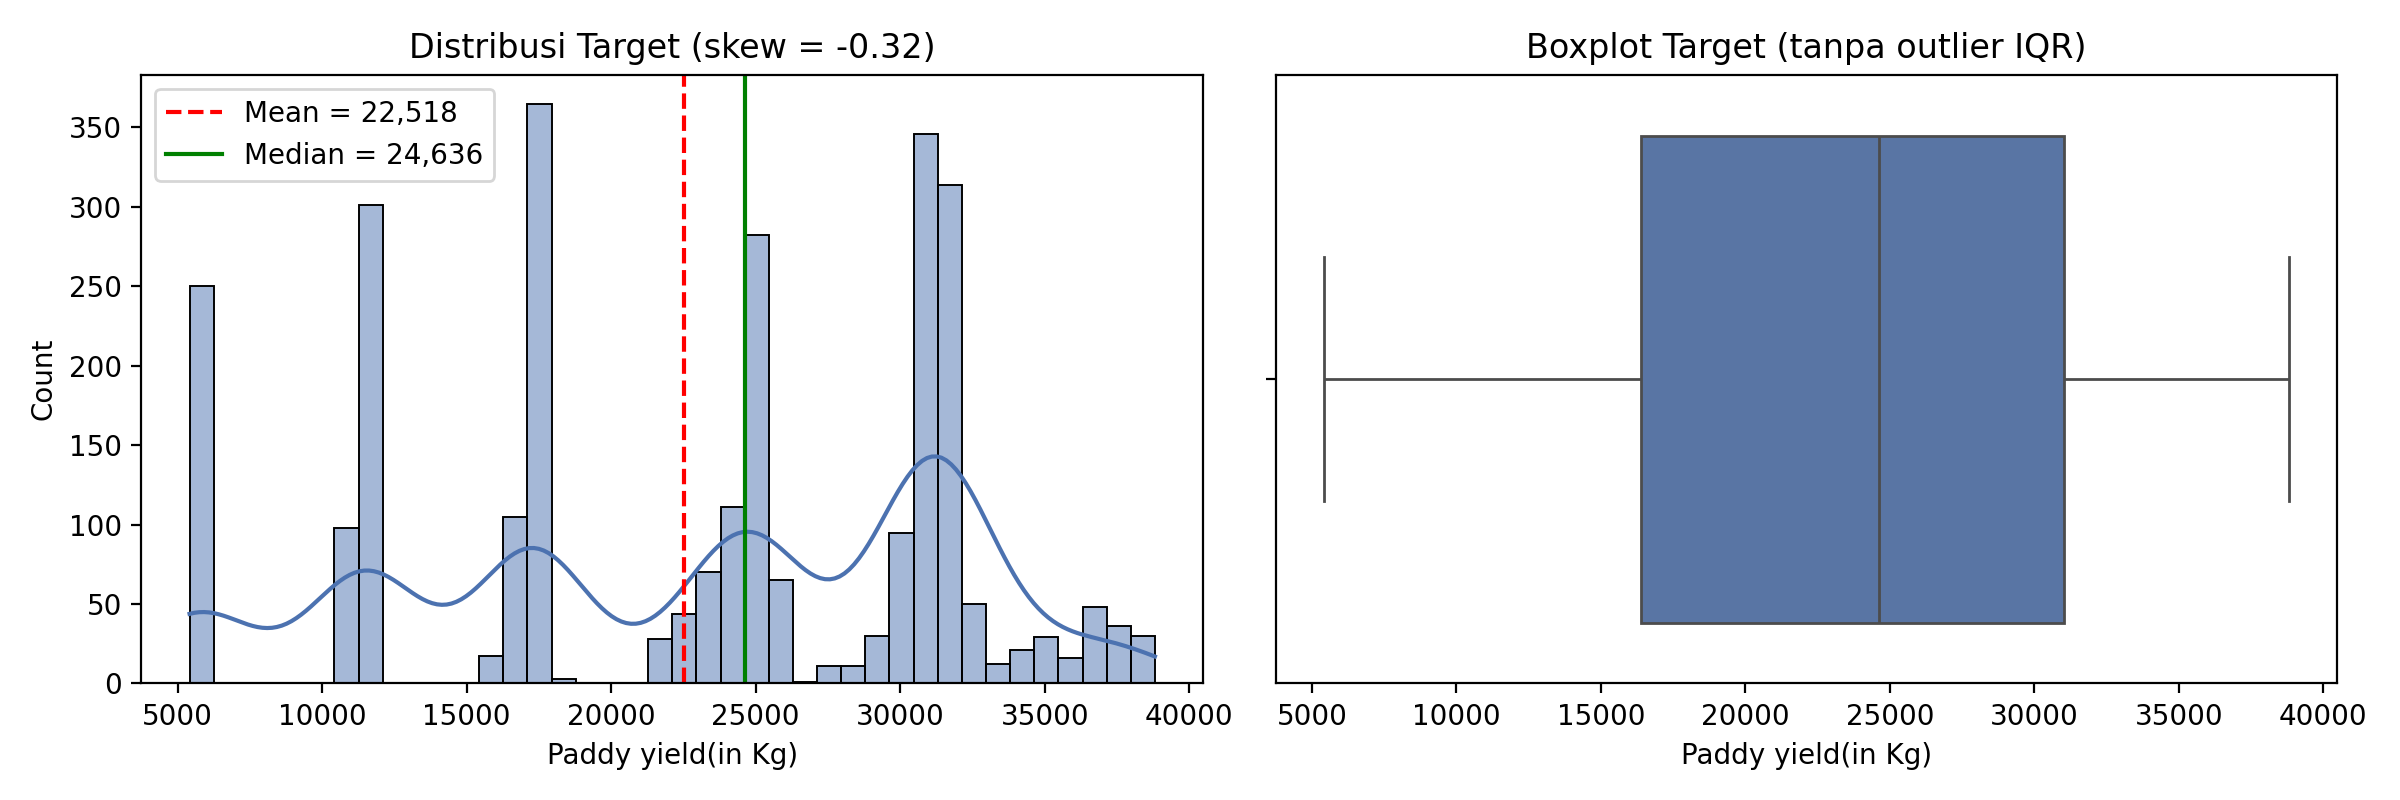 Distribusi Target (skew = -0.32)
Mean = 22,518
Median = 24,636
Count
350
300
250
200
150
100
50
0
5000 10000 15000 20000 25000 30000 35000 40000
Paddy yield(in Kg)
Boxplot Target (tanpa outlier IQR)
5000 10000 15000 20000 25000 30000 35000 40000
Paddy yield(in Kg)